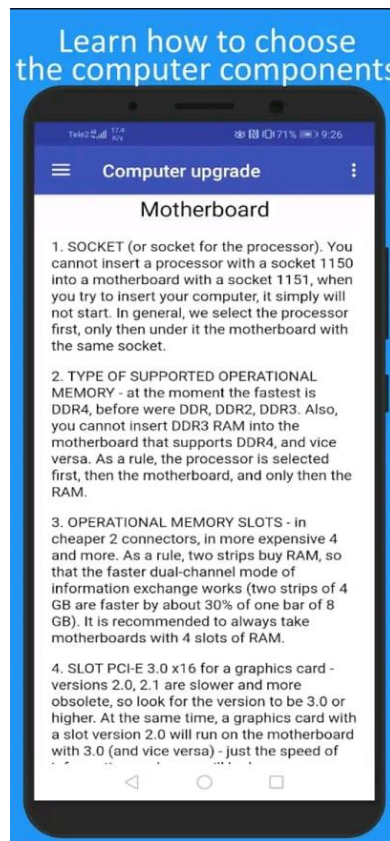 Learn how to choose
the computer components
Tele2 4G 17.4 K/s 71% 9:26
Computer upgrade
Motherboard
1. SOCKET (or socket for the processor). You
cannot insert a processor with a socket 1150
into a motherboard with a socket 1151, when
you try to insert your computer, it simply will
not start. In general, we select the processor
first, only then under it the motherboard with
the same socket.
2. TYPE OF SUPPORTED OPERATIONAL
MEMORY - at the moment the fastest is
DDR4, before were DDR, DDR2, DDR3. Also,
you cannot insert DDR3 RAM into the
motherboard that supports DDR4, and vice
versa. As a rule, the processor is selected
first, then the motherboard, and only then the
RAM.
3. OPERATIONAL MEMORY SLOTS - in
cheaper 2 connectors, in more expensive 4
and more. As a rule, two strips buy RAM, so
that the faster dual-channel mode of
information exchange works (two strips of 4
GB are faster by about 30% of one bar of 8
GB). It is recommended to always take
motherboards with 4 slots of RAM.
4. SLOT PCI-E 3.0 x16 for a graphics card -
versions 2.0, 2.1 are slower and more
obsolete, so look for the version to be 3.0 or
higher. At the same time, a graphics card with
a slot version 2.0 will run on the motherboard
with 3.0 (and vice versa) - just the speed of